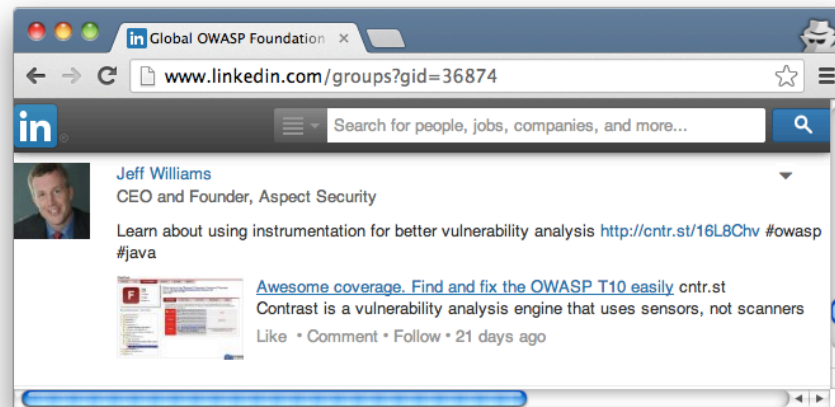 in Global OWASP Foundation ×
www.linkedin.com/groups?gid=36874
in
Search for people, jobs, companies, and more...
Jeff Williams
CEO and Founder, Aspect Security
Learn about using instrumentation for better vulnerability analysis http://cntr.st/16L8Chv #owasp
#java
F
Awesome coverage. Find and fix the OWASP T10 easily cntr.st
Contrast is a vulnerability analysis engine that uses sensors, not scanners
Like • Comment • Follow • 21 days ago